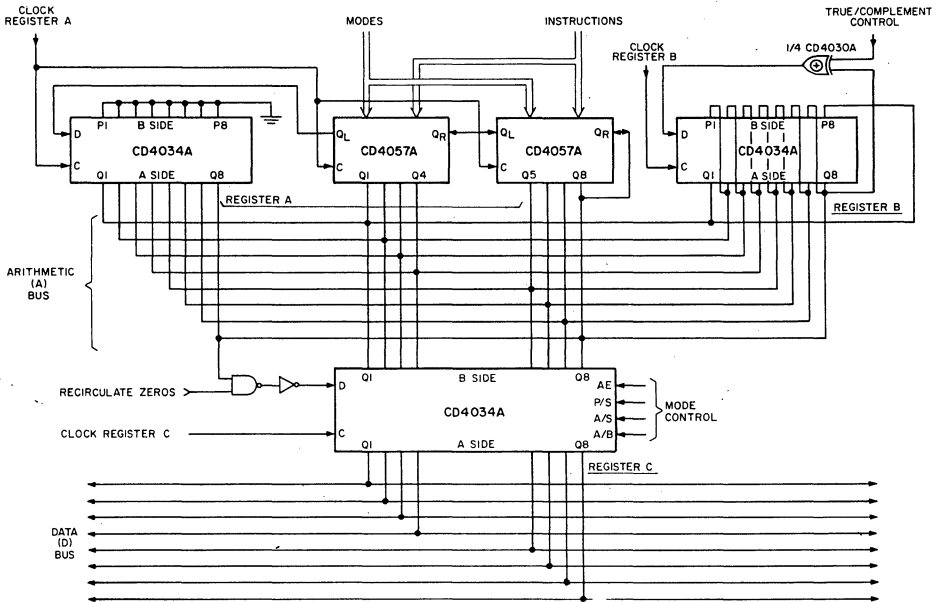 CLOCK
REGISTER A
MODES
INSTRUCTIONS
TRUE/COMPLEMENT
CONTROL
CLOCK
REGISTER B
1/4 CD4030A
P1 B SIDE P8
D
CD4034A
C
Q1 A SIDE Q8
QR
CD4057A
C
Q1 Q4
QL
QR
CD4057A
C
Q5 Q8
P1 B SIDE P8
D
CD4034A
C
Q1 A SIDE Q8
REGISTER A
REGISTER B
ARITHMETIC
(A)
BUS
RECIRCULATE ZEROS
CLOCK REGISTER C
Q1 B SIDE Q8
D
CD4034A
C
Q1 A SIDE Q8
AE
P/S
A/S
A/B
MODE
CONTROL
REGISTER C
DATA
(D)
BUS